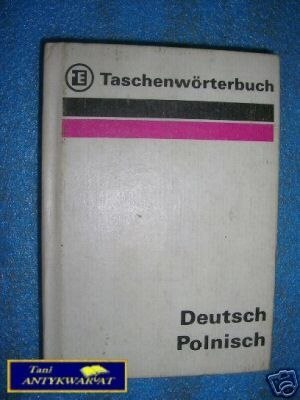 E Taschenwörterbuch
Deutsch
Polnisch
Tani
ANTYKWARIAT